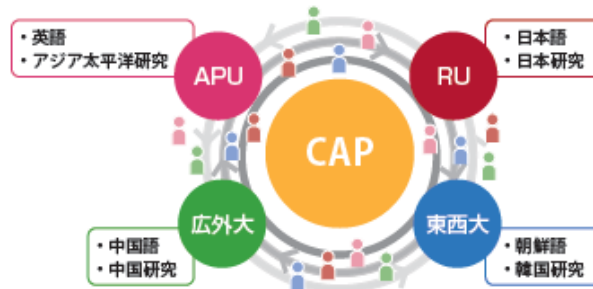 ・英語
・アジア太平洋研究
APU
RU
・日本語
・日本研究
CAP
広外大
東西大
・中国語
・中国研究
・朝鮮語
・韓国研究